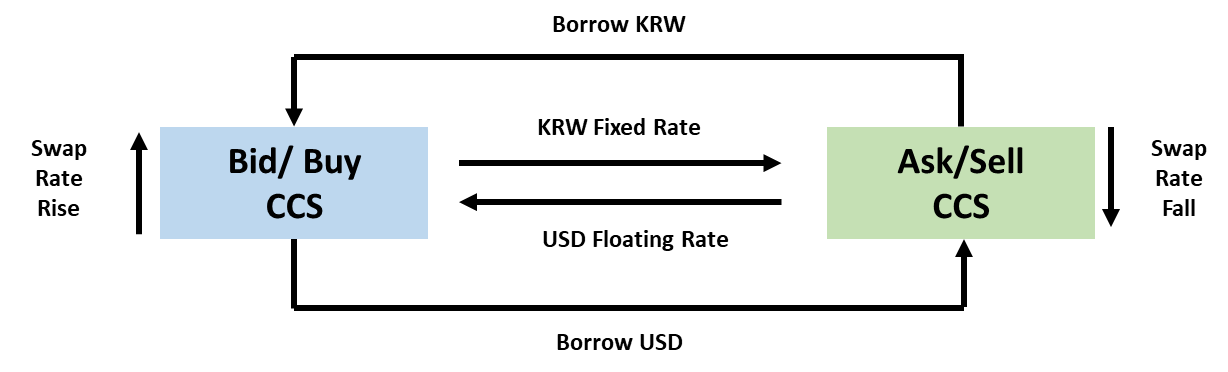 Borrow KRW
Swap
Rate
Rise
Bid/ Buy
CCS
KRW Fixed Rate
USD Floating Rate
Ask/Sell
CCS
Swap
Rate
Fall
Borrow USD